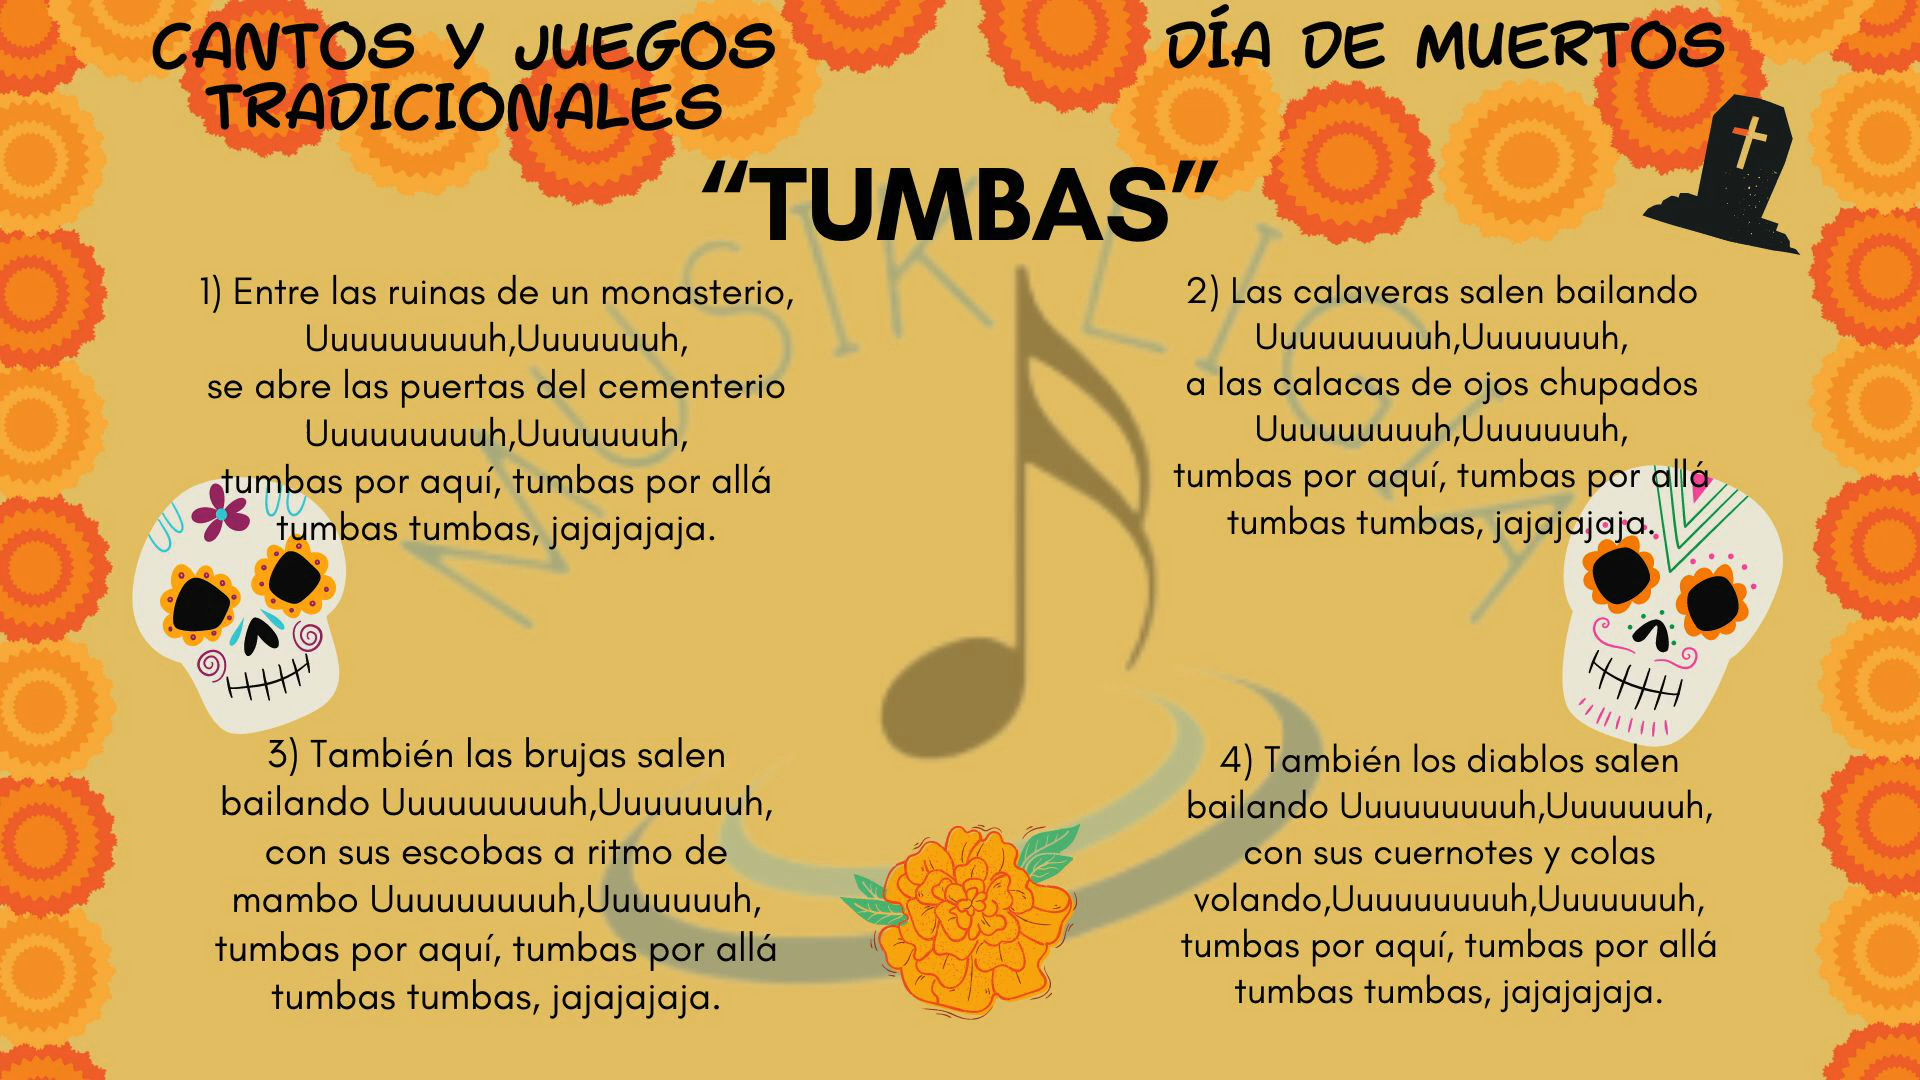 CANTOS Y JUEGOS
TRADICIONALES
DÍA DE MUERTOS
“TUMBAS”
1) Entre las ruinas de un monasterio,
Uuuuuuuuuh,Uuuuuuuh,
se abre las puertas del cementerio
Uuuuuuuuuh,Uuuuuuuh,
tumbas por aquí, tumbas por allá
tumbas tumbas, jajajajaja.
2) Las calaveras salen bailando
Uuuuuuuuuh,Uuuuuuuh,
a las calacas de ojos chupados
Uuuuuuuuuh,Uuuuuuuh,
tumbas por aquí, tumbas por allá
tumbas tumbas, jajajajaja.
3) También las brujas salen
bailando Uuuuuuuuuh,Uuuuuuuh,
con sus escobas a ritmo de
mambo Uuuuuuuuuh,Uuuuuuuh,
tumbas por aquí, tumbas por allá
tumbas tumbas, jajajajaja.
4) También los diablos salen
bailando Uuuuuuuuuh,Uuuuuuuh,
con sus cuernotes y colas
volando,Uuuuuuuuuh,Uuuuuuuh,
tumbas por aquí, tumbas por allá
tumbas tumbas, jajajajaja.
MUSIK LIGIA